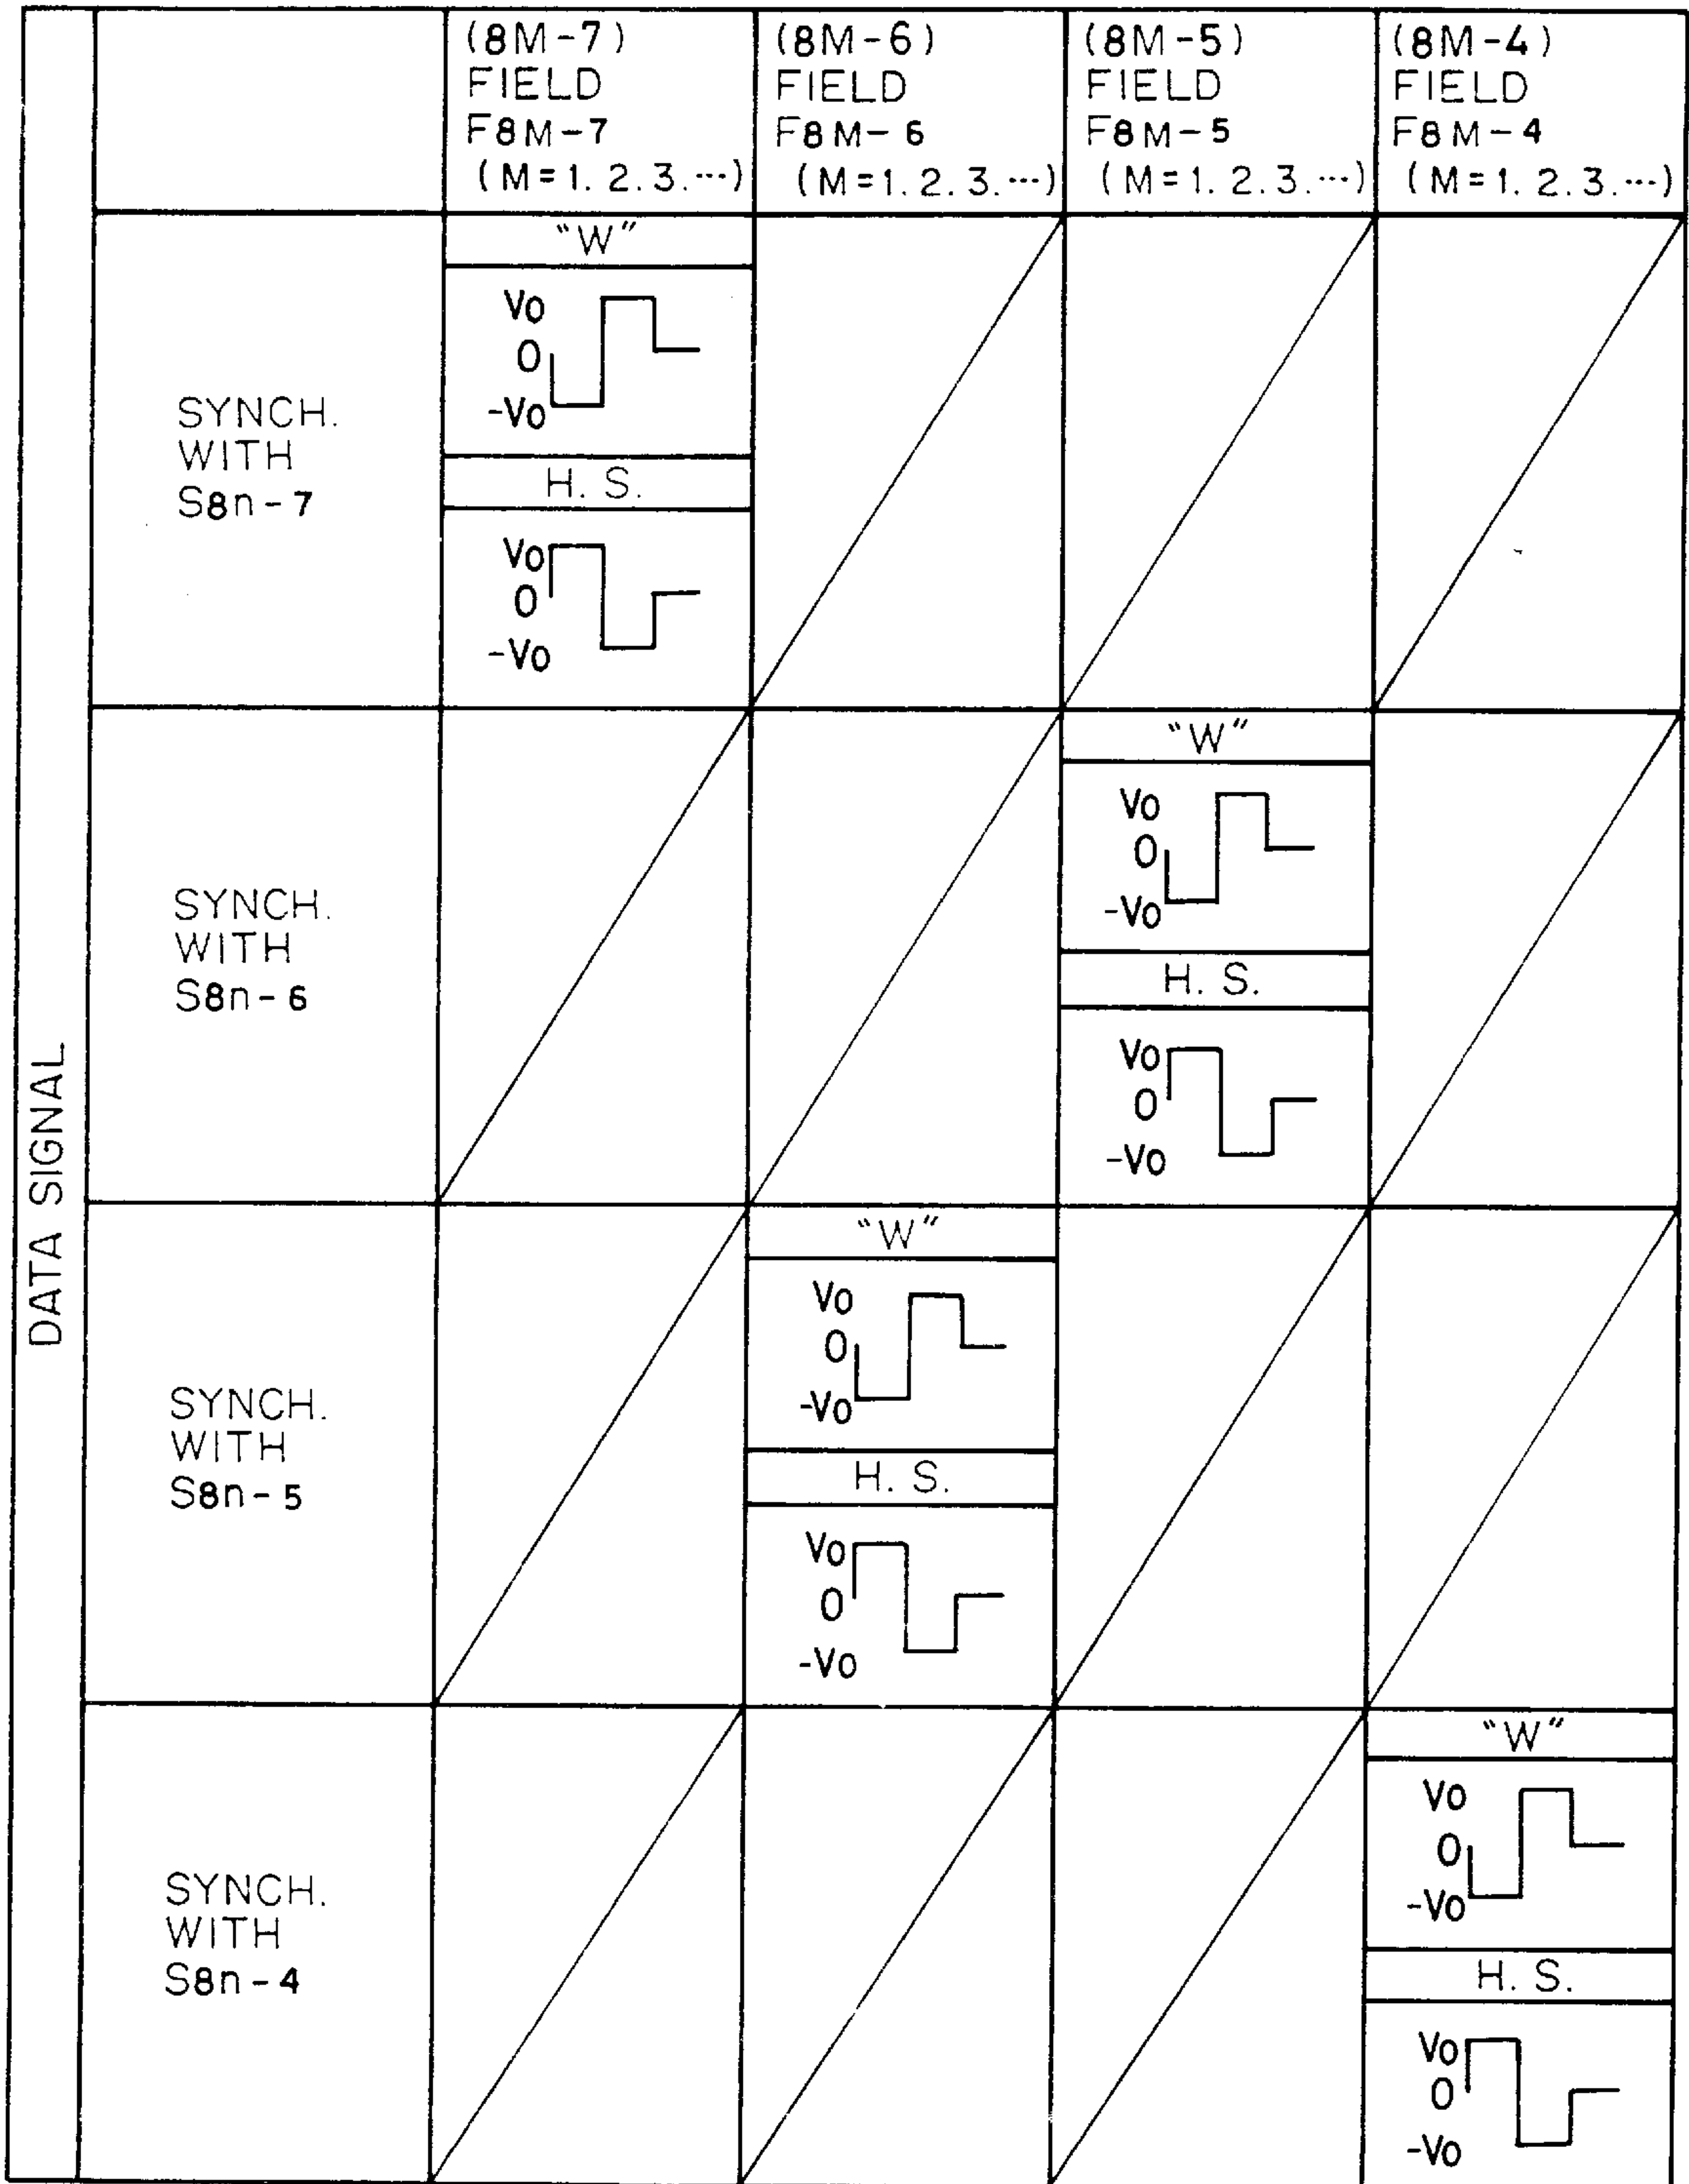 (8M-7)
FIELD
F8M-7
(M=1.2.3.···)
(8M-6)
FIELD
F8M-6
(M=1.2.3.···)
(8M-5)
FIELD
F8M-5
(M=1.2.3.···)
(8M-4)
FIELD
F8M-4
(M=1.2.3.···)
DATA SIGNAL
SYNCH.
WITH
S8n-7
"W"
Vo
0
-Vo
H. S.
Vo
0
-Vo
SYNCH.
WITH
S8n-6
"W"
Vo
0
-Vo
H. S.
Vo
0
-Vo
SYNCH.
WITH
S8n-5
"W"
Vo
0
-Vo
H. S.
Vo
0
-Vo
SYNCH.
WITH
S8n-4
"W"
Vo
0
-Vo
H. S.
Vo
0
-Vo